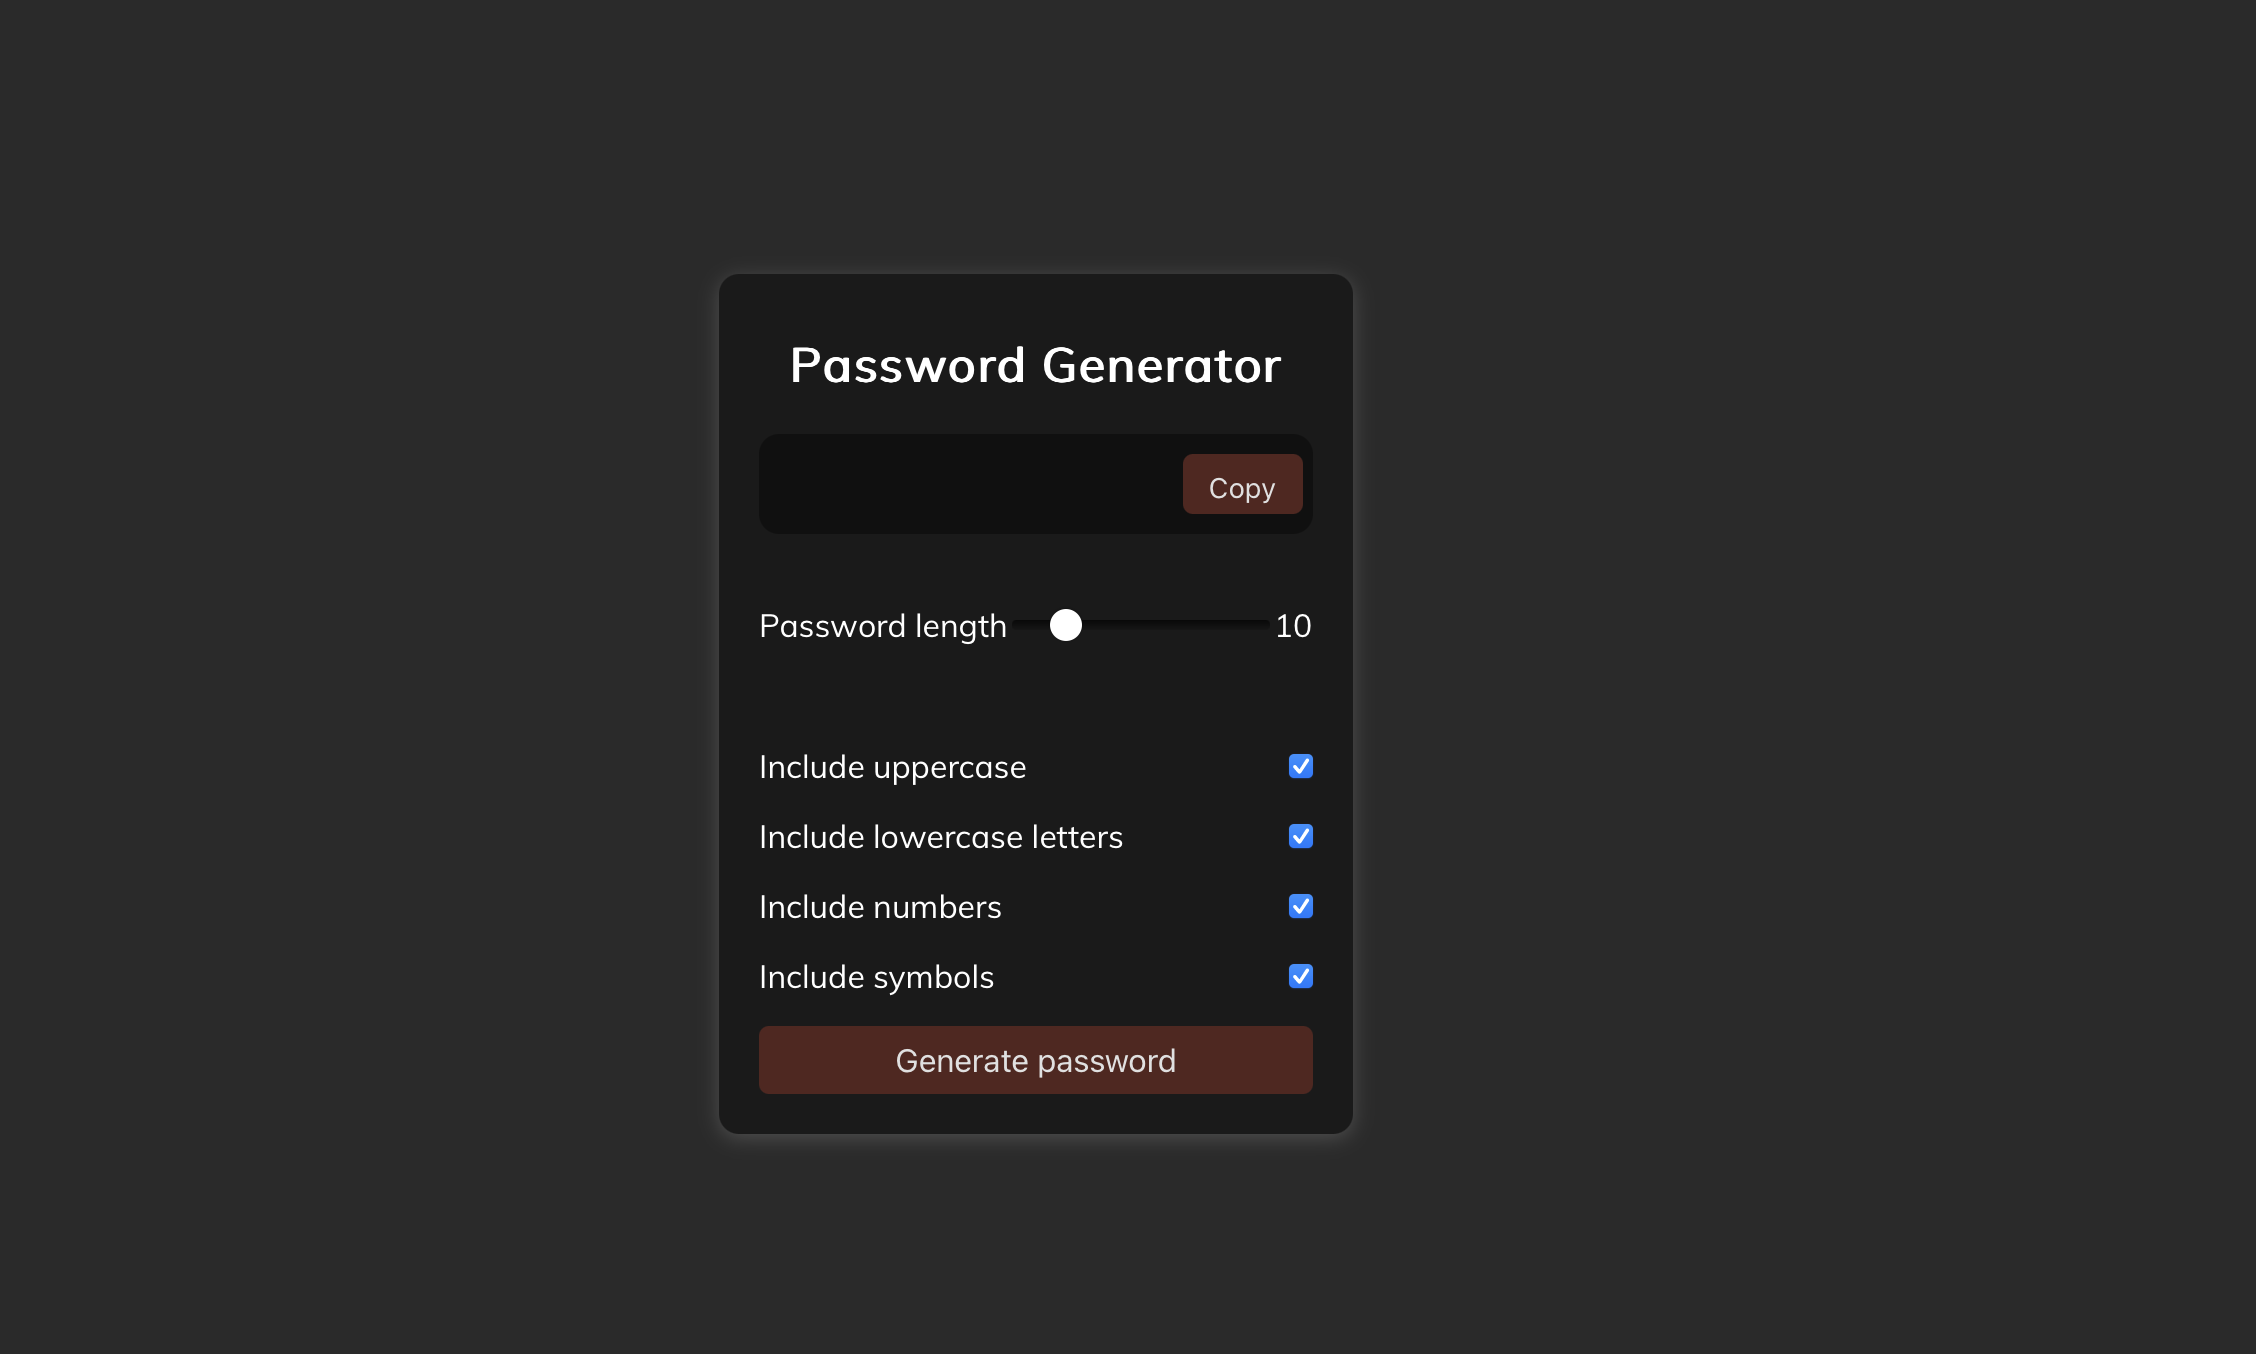 Password Generator
Copy
Password length 10
Include uppercase
Include lowercase letters
Include numbers
Include symbols
Generate password